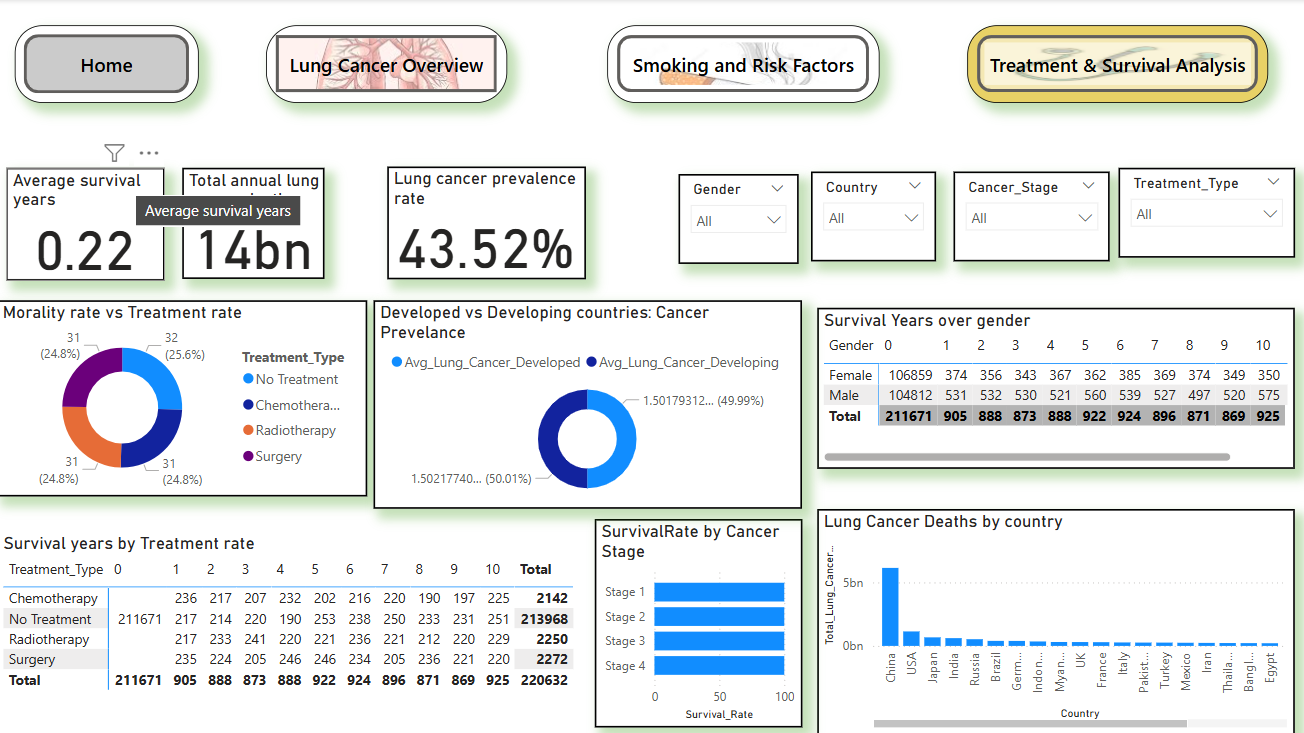 Home
Lung Cancer Overview
Smoking and Risk Factors
Treatment & Survival Analysis
Average survival
years
0.22
Average survival years
Total annual lung
14bn
Lung cancer prevalence
rate
43.52%
Gender
All
Country
All
Cancer_Stage
All
Treatment_Type
All
Morality rate vs Treatment rate
31
(24.8%)
32
(25.6%)
31
(24.8%)
31
(24.8%)
Treatment_Type
No Treatment
Chemothera...
Radiotherapy
Surgery
Developed vs Developing countries: Cancer
Prevelance
Avg_Lung_Cancer_Developed Avg_Lung_Cancer_Developing
1.50179312... (49.99%)
1.50217740... (50.01%)
Survival Years over gender
Gender 0 1 2 3 4 5 6 7 8 9 10
Female 106859 374 356 343 367 362 385 369 374 349 350
Male 104812 531 532 530 521 560 539 527 497 520 575
Total 211671 905 888 873 888 922 924 896 871 869 925
Survival years by Treatment rate
Treatment_Type 0 1 2 3 4 5 6 7 8 9 10 Total
Chemotherapy 236 217 207 232 202 216 220 190 197 225 2142
No Treatment 211671 217 214 220 190 253 238 250 233 231 251 213968
Radiotherapy 217 233 241 220 221 236 221 212 220 229 2250
Surgery 235 224 205 246 246 234 205 236 221 220 2272
Total 211671 905 888 873 888 922 924 896 871 869 925 220632
SurvivalRate by Cancer
Stage
Stage 1
Stage 2
Stage 3
Stage 4
0 50 100
Survival_Rate
Lung Cancer Deaths by country
Total_Lung_Cancer...
5bn
0bn
China
USA
Japan
India
Russia
Brazil
Germ...
Indon...
Myan...
UK
France
Italy
Pakist...
Turkey
Mexico
Iran
Thaila...
Bangl...
Egypt
Country